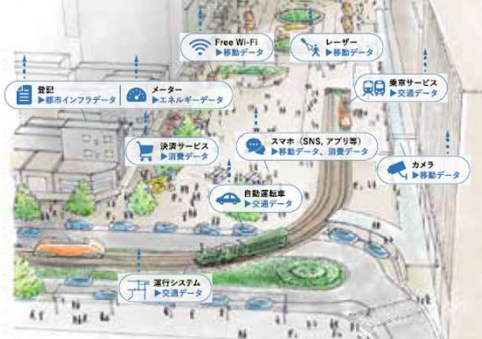 Free Wi-Fi
▶移動データ
レーザー
▶移動データ
登記
▶都市インフラデータ
メーター
▶エネルギーデータ
乗車サービス
▶交通データ
決済サービス
▶消費データ
スマホ（SNS、アプリ等）
▶移動データ、消費データ
カメラ
▶移動データ
自動運転車
▶交通データ
運行システム
▶交通データ